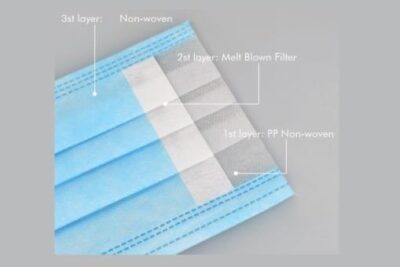 3st layer: Non-woven
2st layer: Melt Blown Filter
1st layer: PP Non-woven